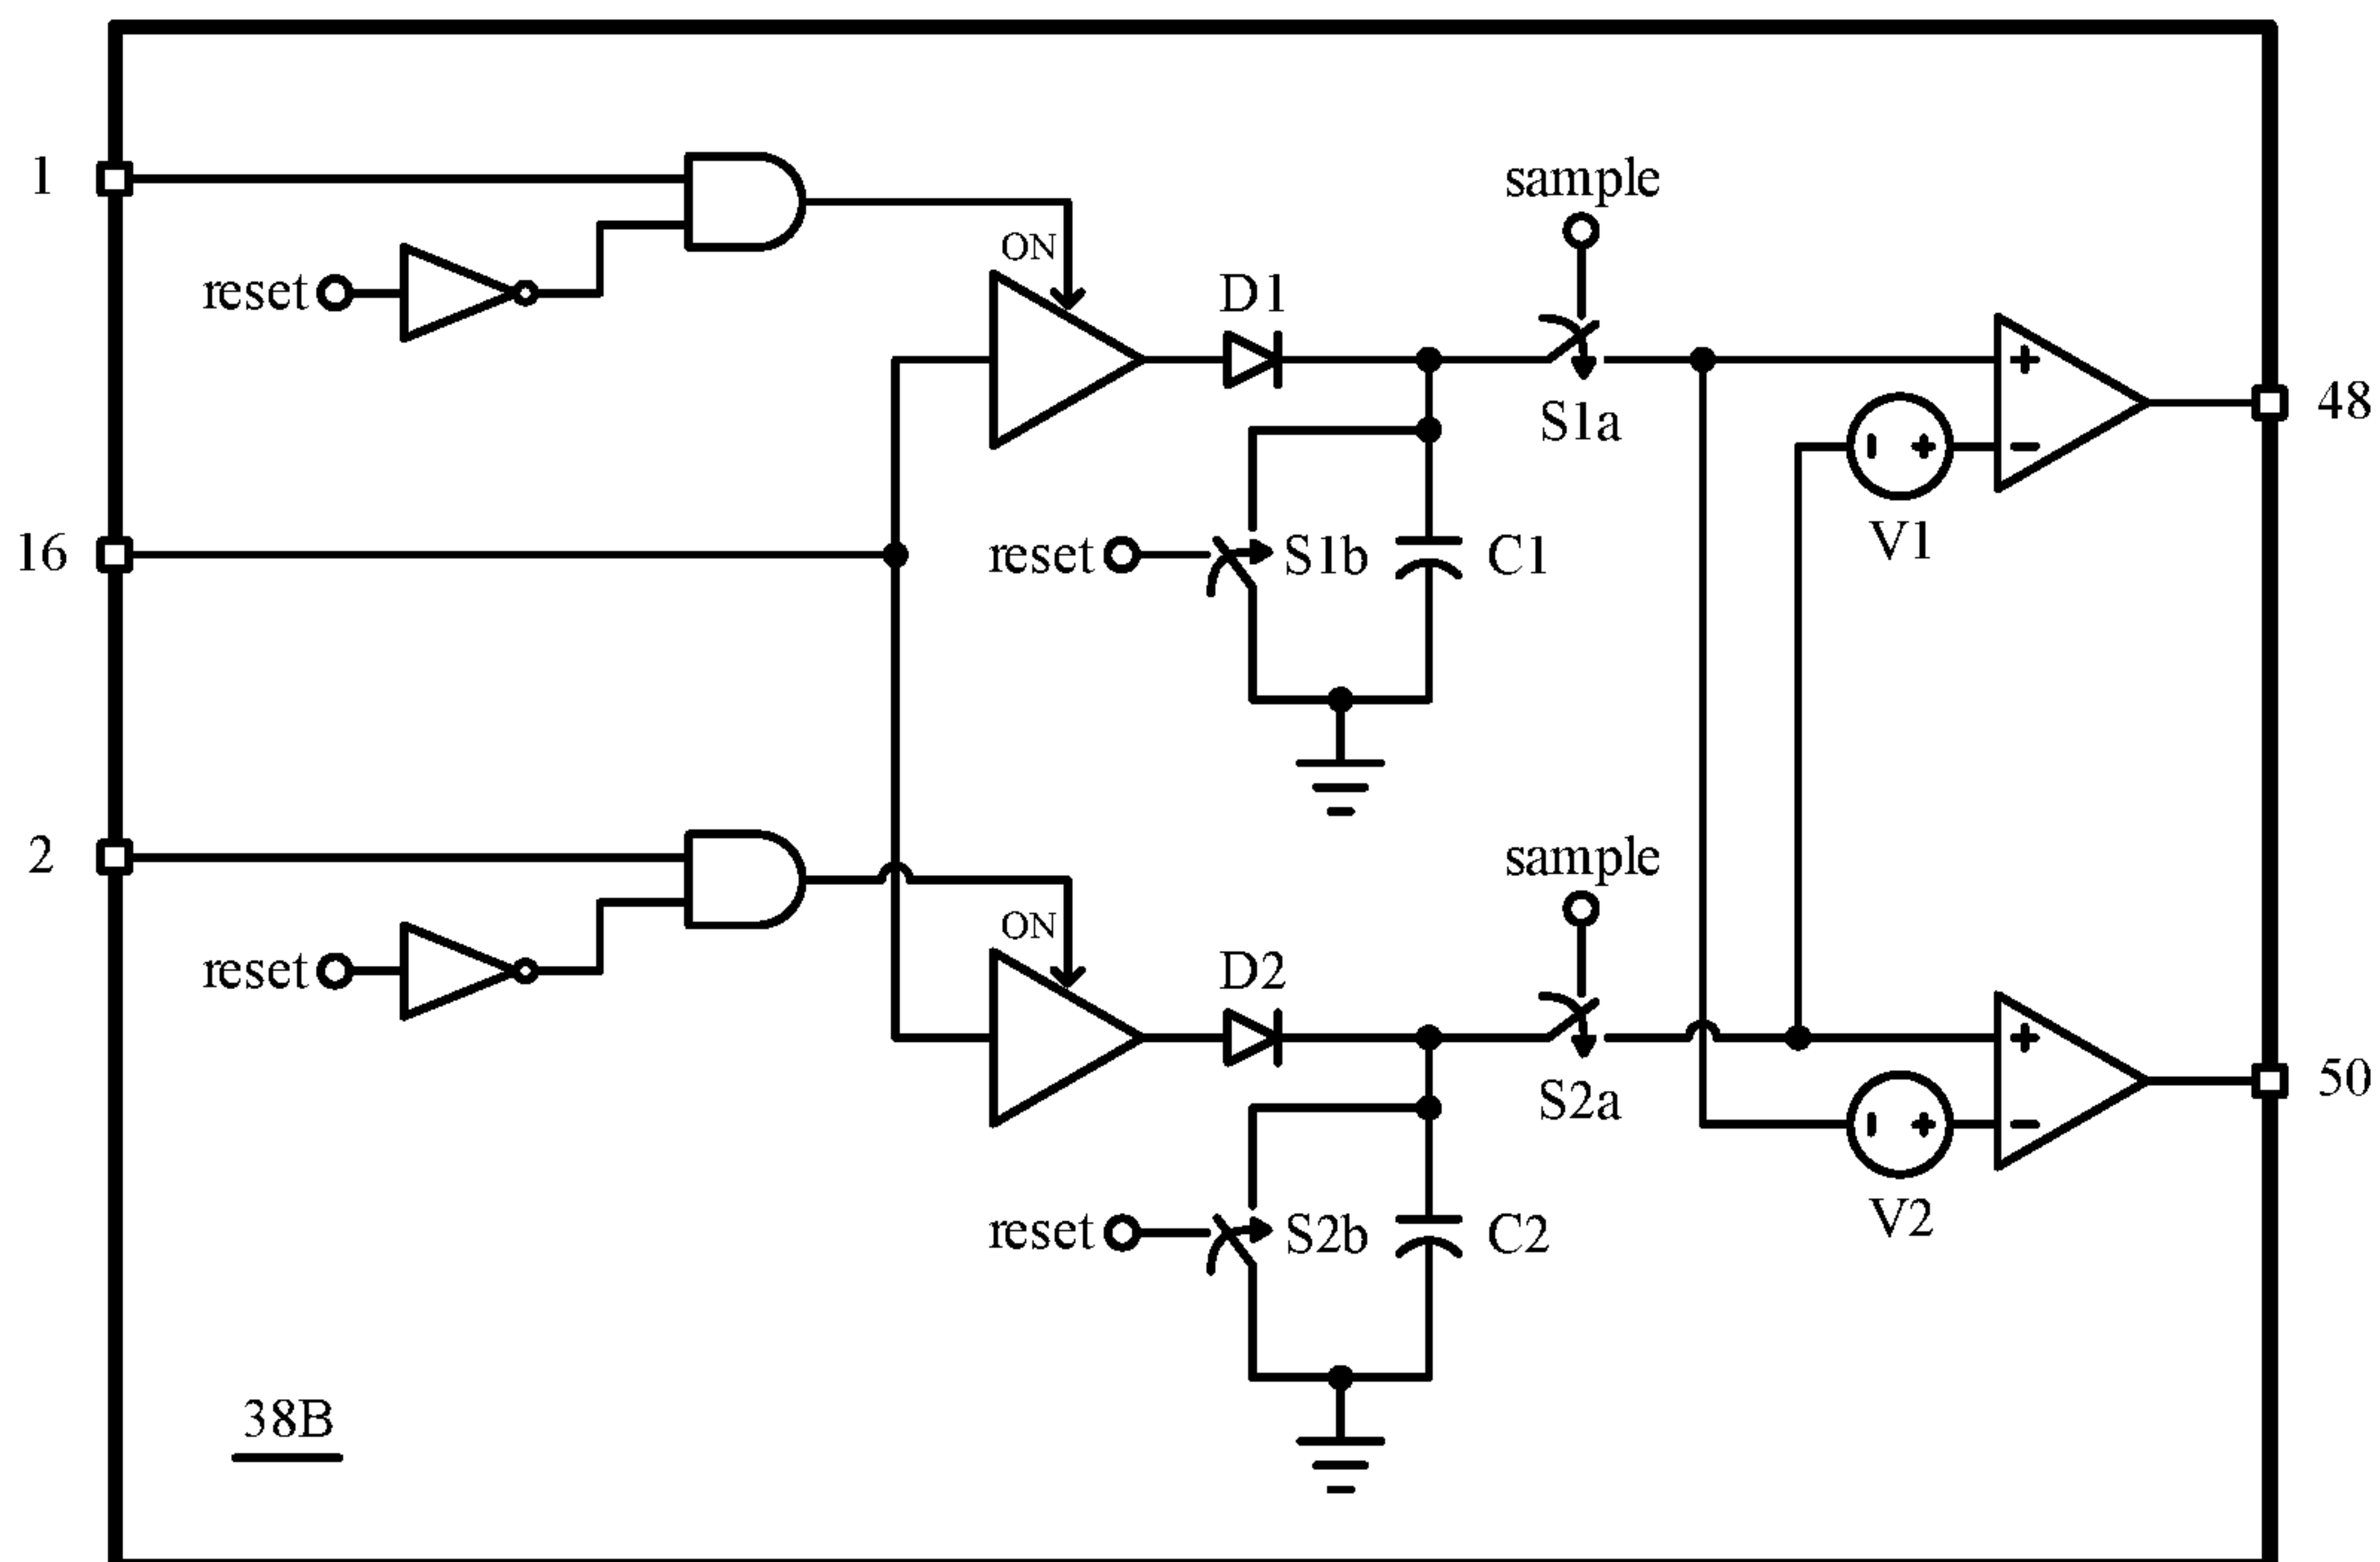 1
sample
ON
reset
D1
48
S1a
16
reset
S1b
C1
V1
2
sample
ON
reset
D2
50
S2a
reset
S2b
C2
V2
38B